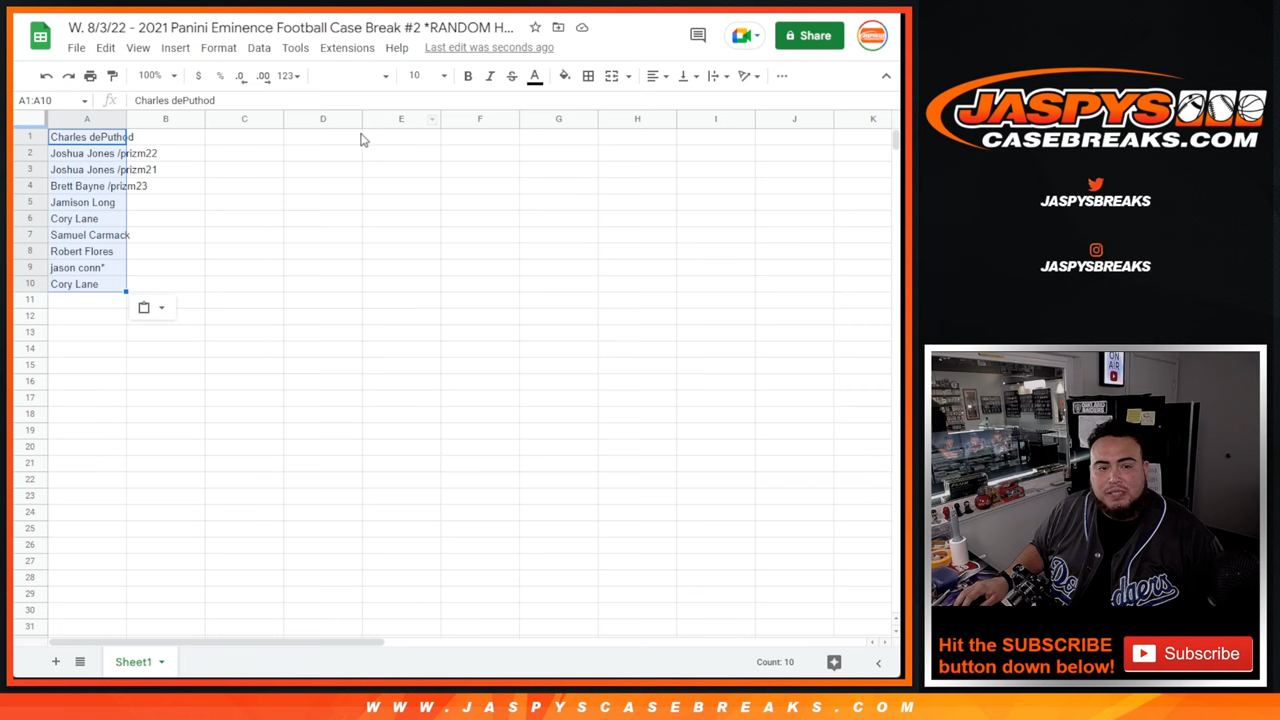 W. 8/3/22 - 2021 Panini Eminence Football Case Break #2 *RANDOM H...
File Edit View Insert Format Data Tools Extensions Help Last edit was seconds ago
Share
100% $ % .0 .00 123 10 B I S A
A1:A10 fx Charles dePuthod
A B C D E F G H I J K
1 Charles dePuthod
2 Joshua Jones /prizm22
3 Joshua Jones /prizm21
4 Brett Bayne /prizm23
5 Jamison Long
6 Cory Lane
7 Samuel Carmack
8 Robert Flores
9 jason conn*
10 Cory Lane
11
12
13
14
15
16
17
18
19
20
21
22
23
24
25
26
27
28
29
30
31
+ Sheet1 Count: 10
JASPYS
CASEBREAKS.COM
JASPYSBREAKS
JASPYSBREAKS
ON
AIR
Dodgers
Hit the SUBSCRIBE
button down below!
Subscribe
WWW.JASPYSCASEBREAKS.COM